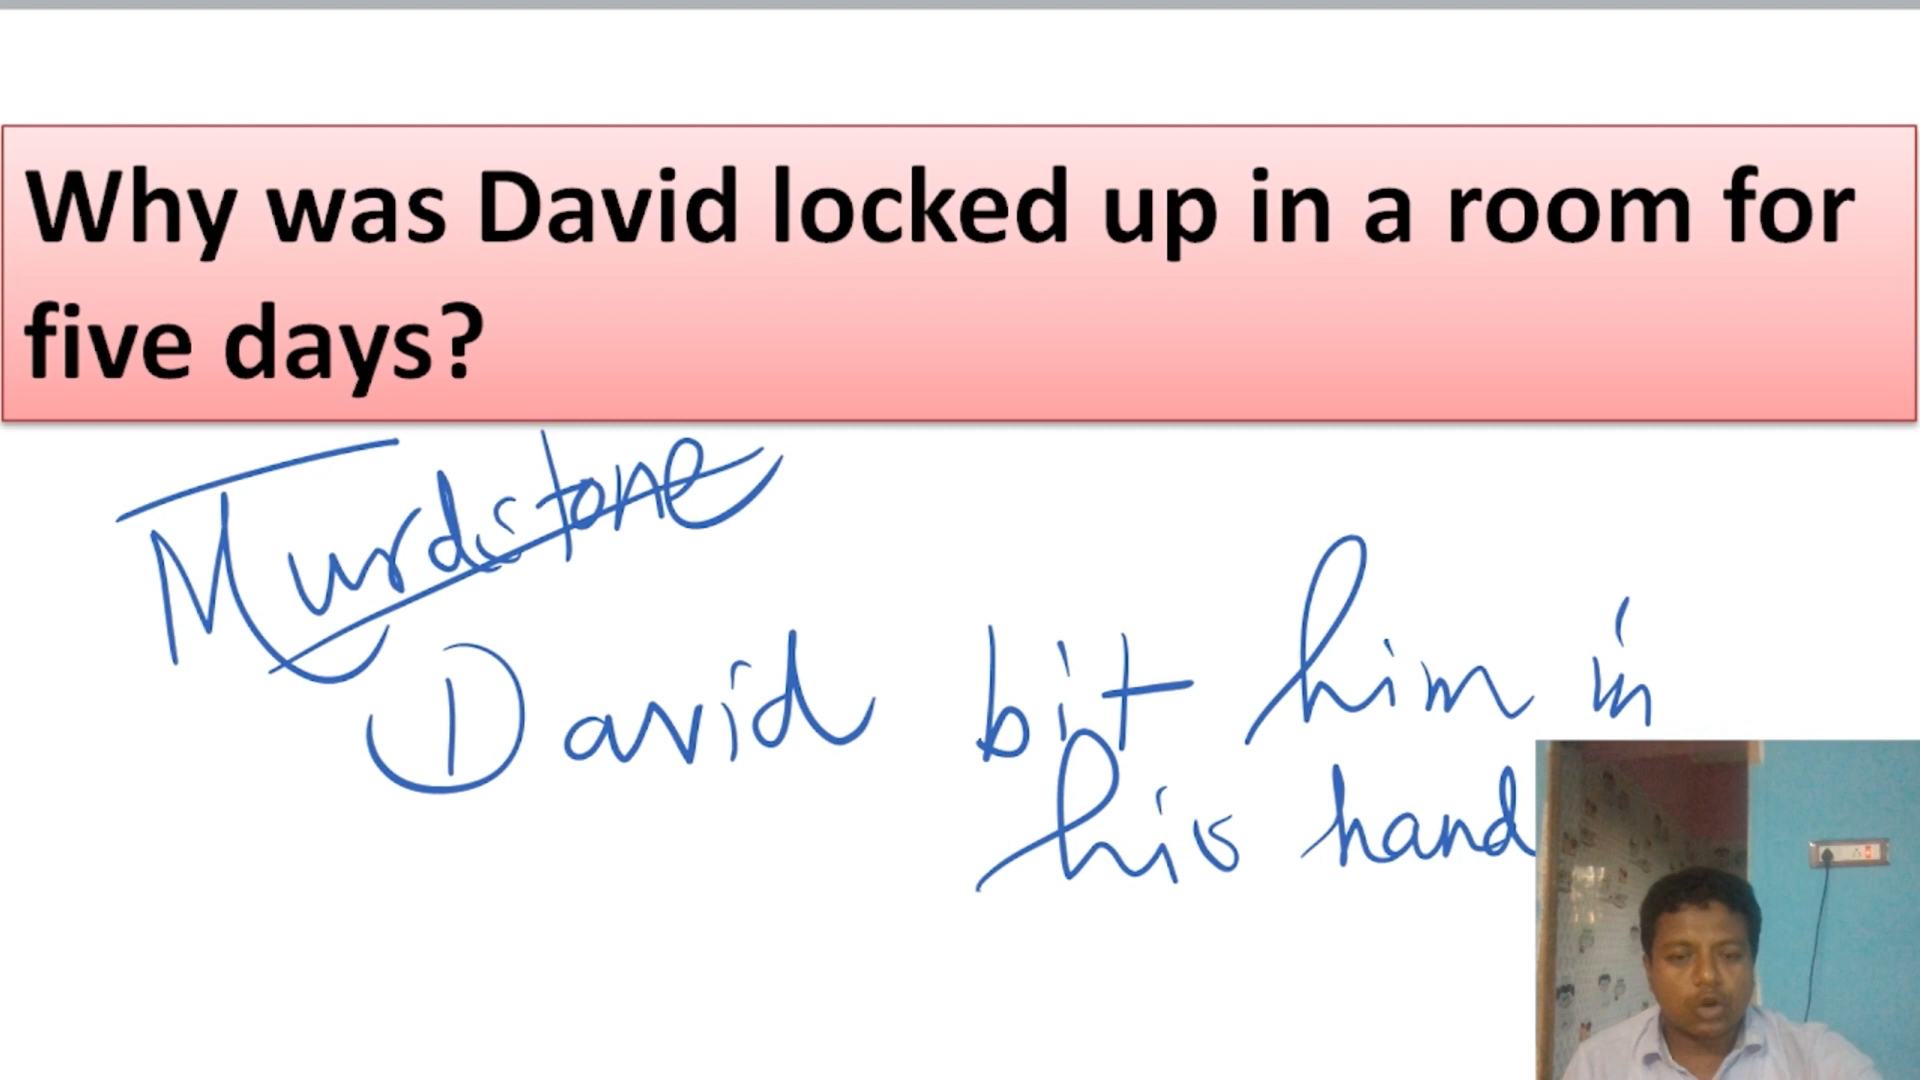 Why was David locked up in a room for
five days?
Murdstone
David bit him in
his hand